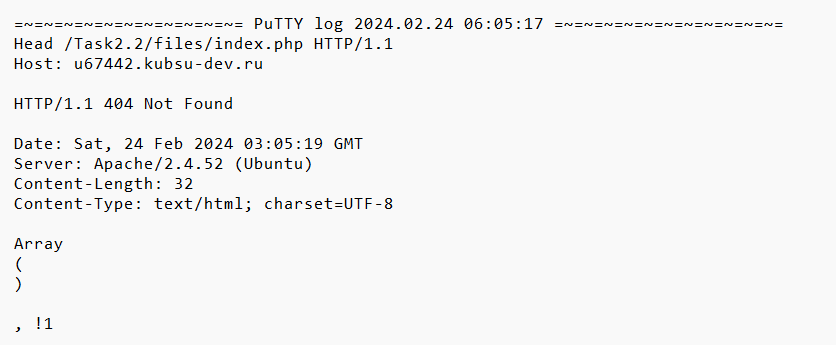 =~=~=~=~=~=~=~=~=~=~=~= PuTTY log 2024.02.24 06:05:17 =~=~=~=~=~=~=~=~=~=~=~=
Head /Task2.2/files/index.php HTTP/1.1
Host: u67442.kubsu-dev.ru
HTTP/1.1 404 Not Found
Date: Sat, 24 Feb 2024 03:05:19 GMT
Server: Apache/2.4.52 (Ubuntu)
Content-Length: 32
Content-Type: text/html; charset=UTF-8
Array
(
)
, !1